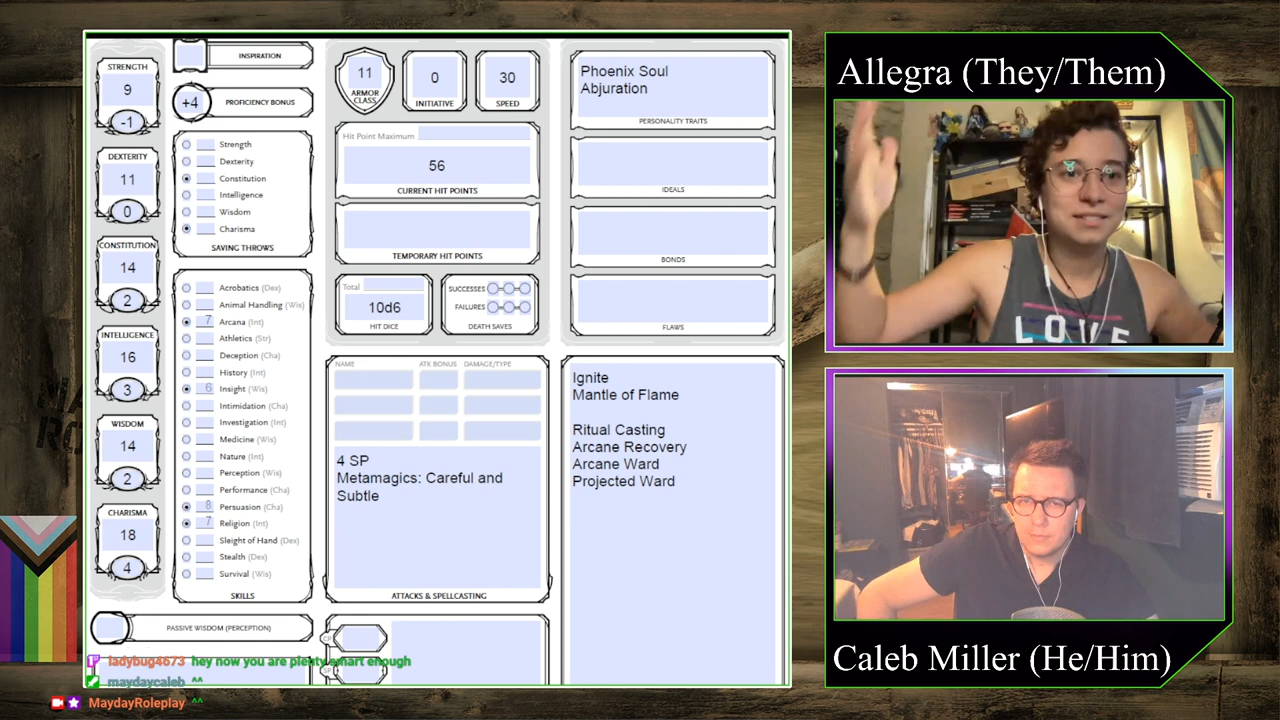 STRENGTH
9
-1
DEXTERITY
11
0
CONSTITUTION
14
2
INTELLIGENCE
16
3
WISDOM
14
2
CHARISMA
18
4
INSPIRATION
+4 PROFICIENCY BONUS
Strength
Dexterity
Constitution
Intelligence
Wisdom
Charisma
SAVING THROWS
Acrobatics (Dex)
Animal Handling (Wis)
7 Arcana (Int)
Athletics (Str)
Deception (Cha)
History (Int)
6 Insight (Wis)
Intimidation (Cha)
Investigation (Int)
Medicine (Wis)
Nature (Int)
Perception (Wis)
Performance (Cha)
8 Persuasion (Cha)
7 Religion (Int)
Sleight of Hand (Dex)
Stealth (Dex)
Survival (Wis)
SKILLS
PASSIVE WISDOM (PERCEPTION)
11
ARMOR
CLASS
0
INITIATIVE
30
SPEED
Hit Point Maximum
56
CURRENT HIT POINTS
TEMPORARY HIT POINTS
Total
10d6
HIT DICE
SUCCESSES
FAILURES
DEATH SAVES
NAME ATK BONUS DAMAGE/TYPE
4 SP
Metamagics: Careful and
Subtle
ATTACKS & SPELLCASTING
CP
SP
Phoenix Soul
Abjuration
PERSONALITY TRAITS
IDEALS
BONDS
FLAWS
Ignite
Mantle of Flame
Ritual Casting
Arcane Recovery
Arcane Ward
Projected Ward
Allegra (They/Them)
LOVE
Caleb Miller (He/Him)
ladybug4673 hey now you are plenty smart enough
maydaycaleb ^^
MaydayRoleplay ^^